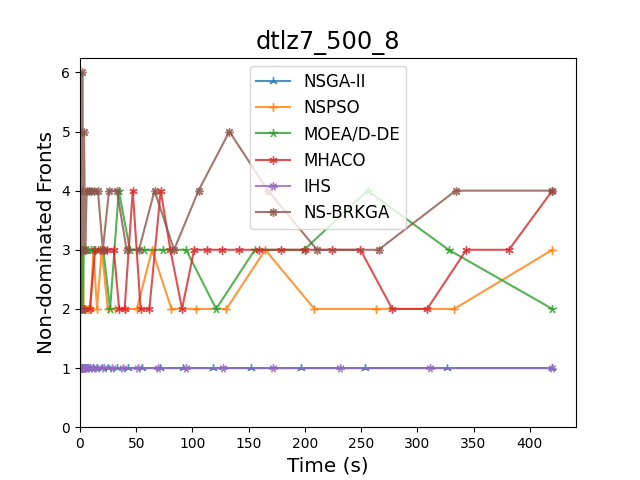 dtlz7_500_8
Non-dominated Fronts
6
5
4
3
2
1
0
NSGA-II
NSPSO
MOEA/D-DE
MHACO
IHS
NS-BRKGA
0 50 100 150 200 250 300 350 400
Time (s)